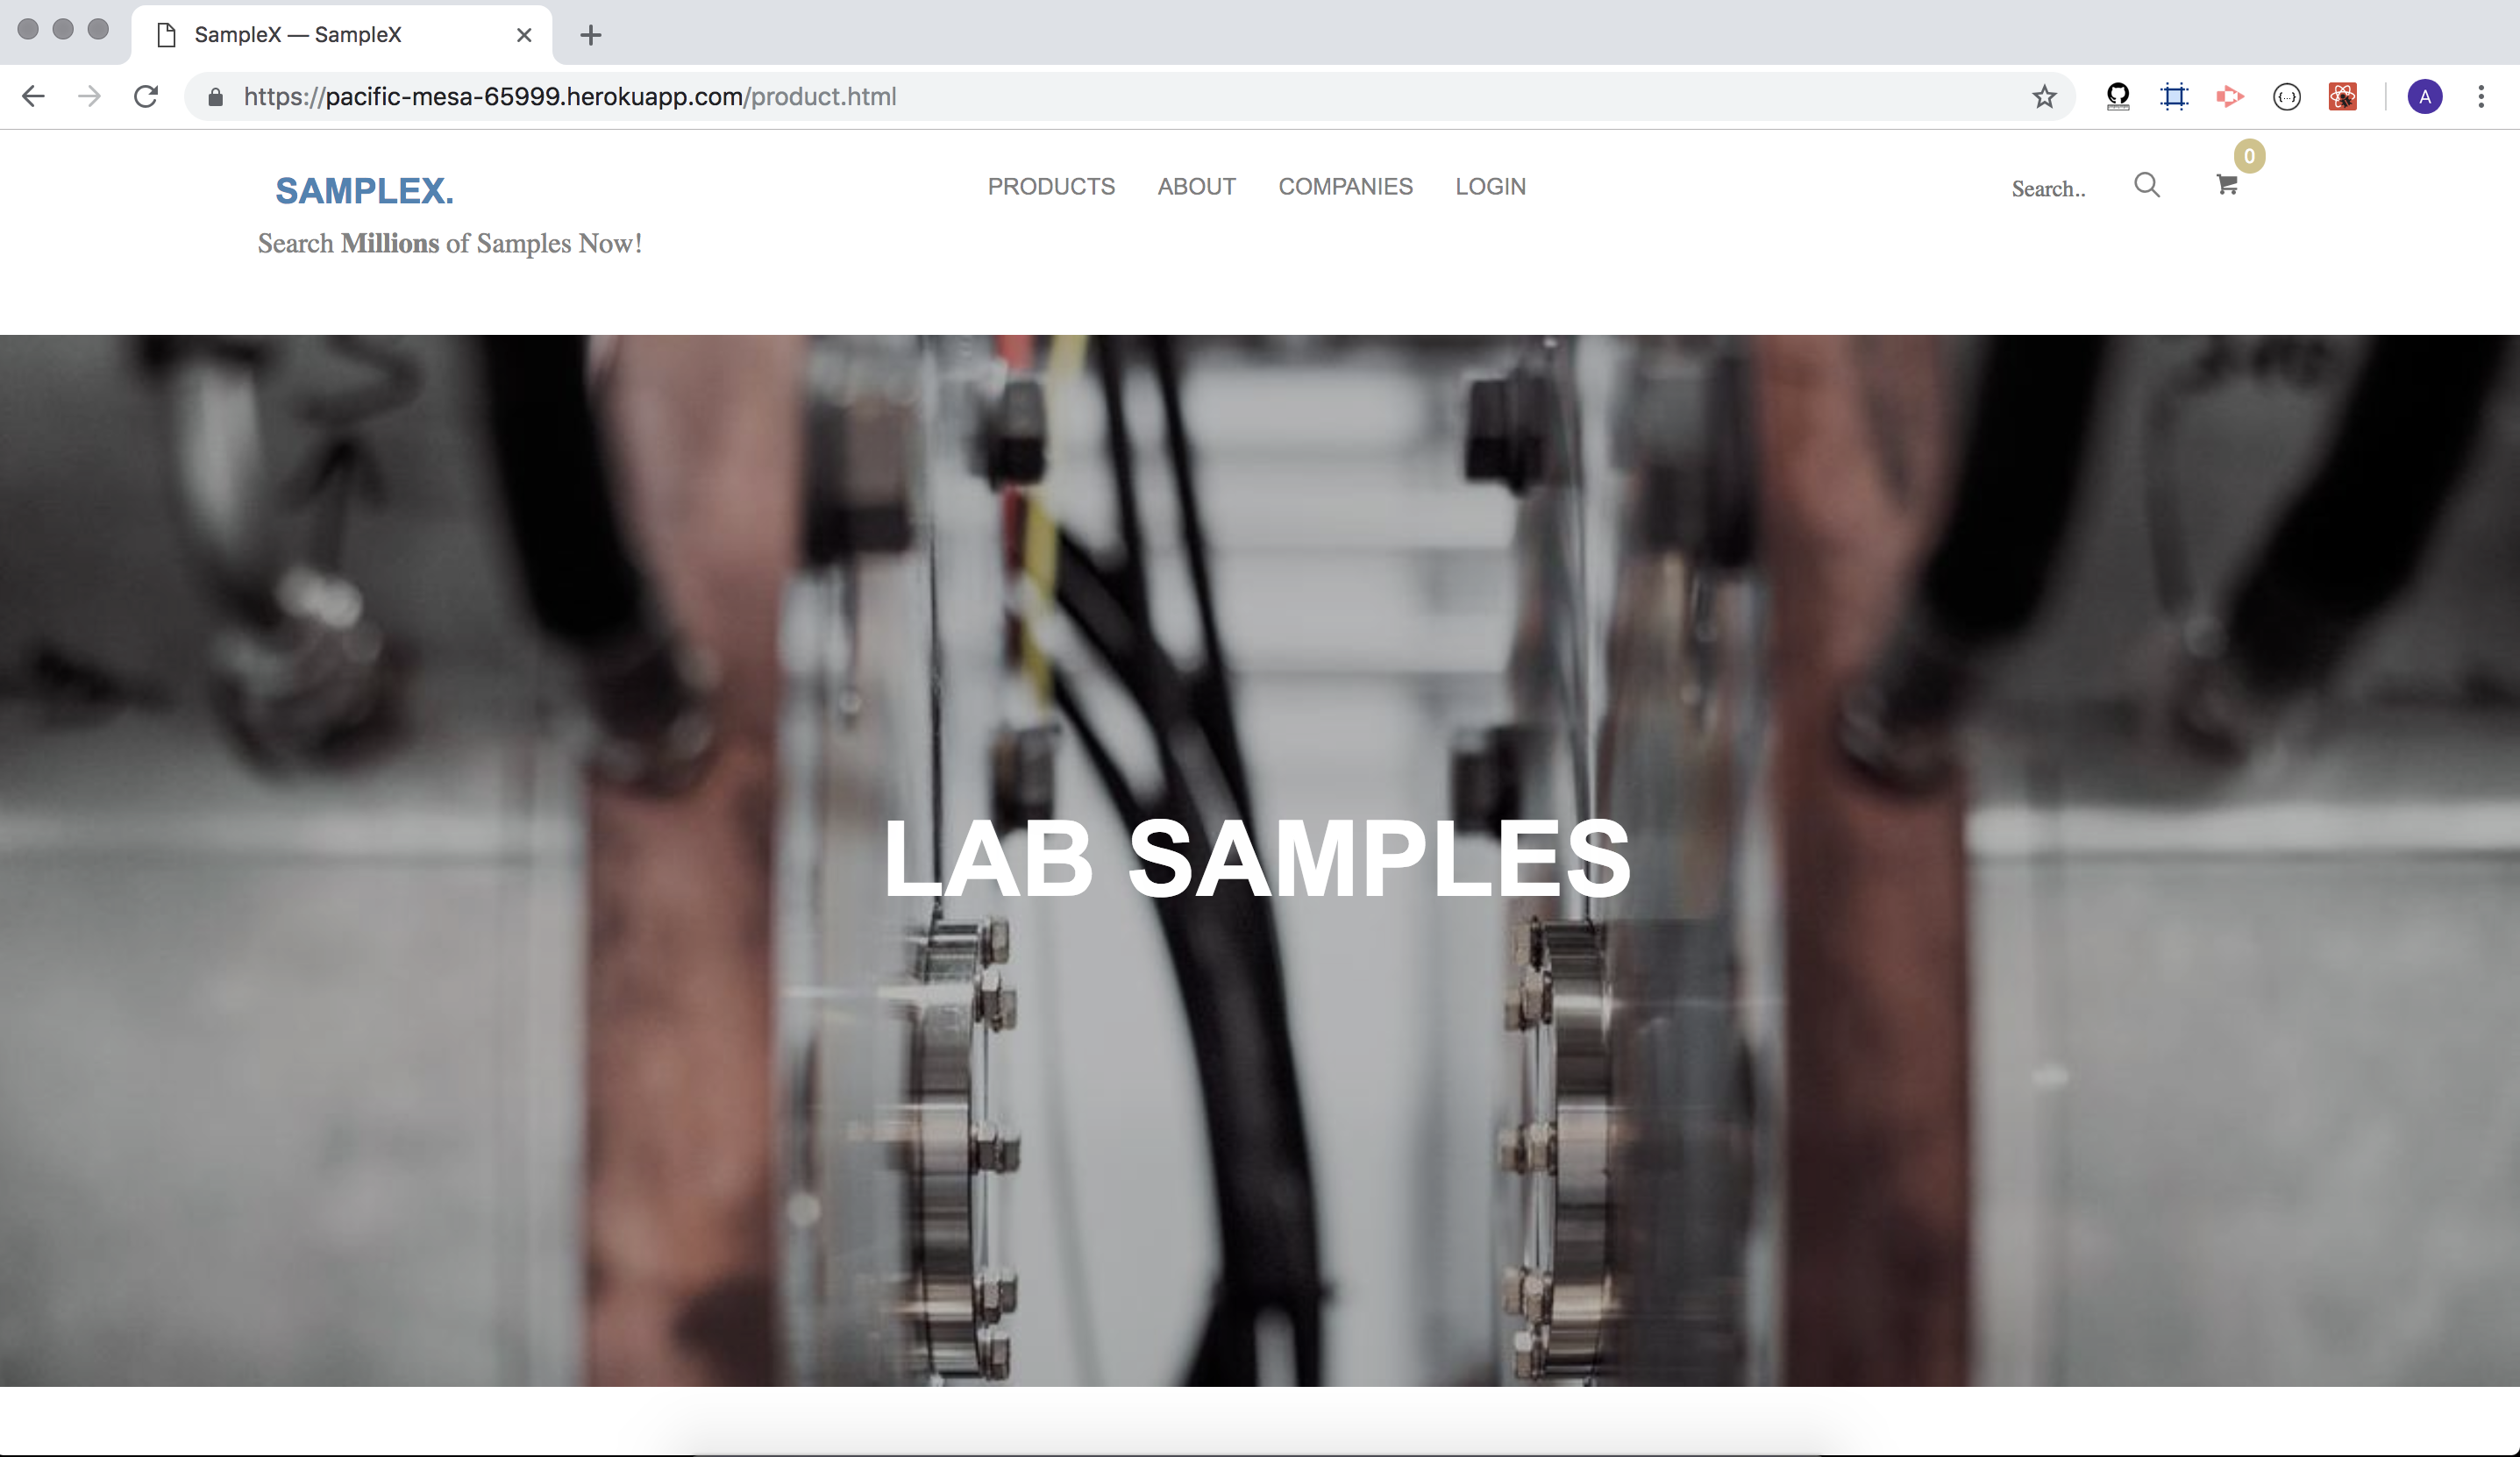 SampleX — SampleX
https://pacific-mesa-65999.herokuapp.com/product.html
A
0
SAMPLEX.
PRODUCTS ABOUT COMPANIES LOGIN
Search..
Search Millions of Samples Now!
LAB SAMPLES